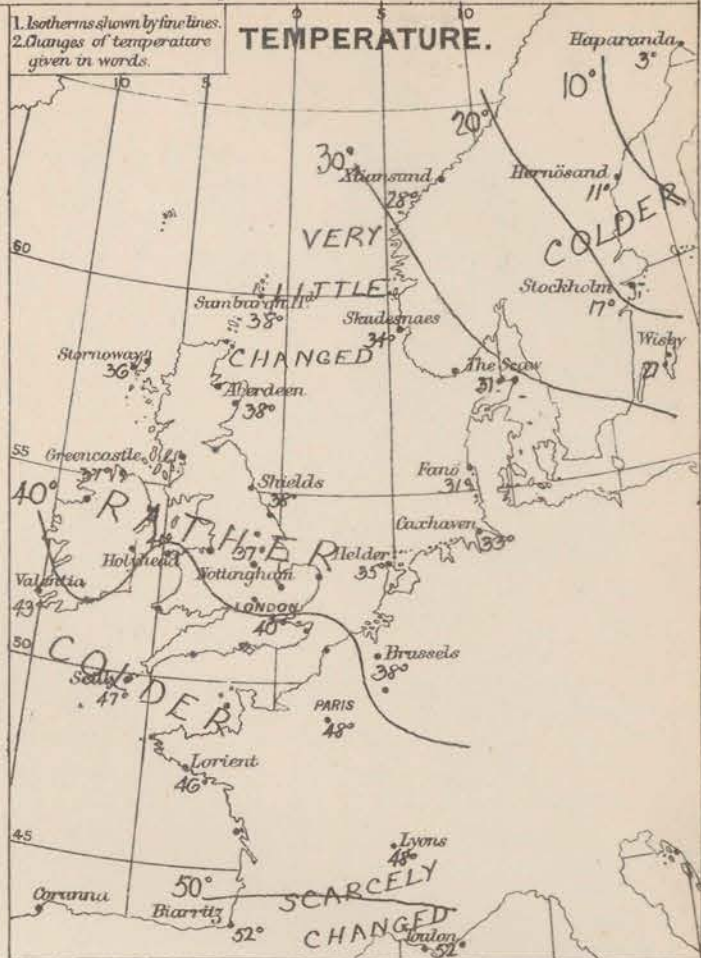 1. Isotherms shown by fine lines.
2. Changes of temperature
given in words.
TEMPERATURE.
10
5
0
5
10
Haparanda
3°
10°
20°
30°
Xtiansand
28°
Hernösand
11°
COLDER
VERY
LITTLE
CHANGED
60
Sumburgh Hd
38°
Stockholm
17°
Skudesnaes
34°
Wisby
27
Stornoway
36°
The Scaw
31°
Aberdeen
38°
55
Greencastle
37°
Shields
38°
Fanö
31°
40°
RATHER
COLDER
Cuxhaven
33°
Holyhead
37°
Nottingham
Helder
35°
Valentia
43
LONDON
40°
50
Brussels
38°
Scilly
47°
PARIS
48°
Lorient
46°
45
Lyons
48°
50°
SCARCELY
CHANGED
Corunna
Biarritz
52°
Toulon
52°